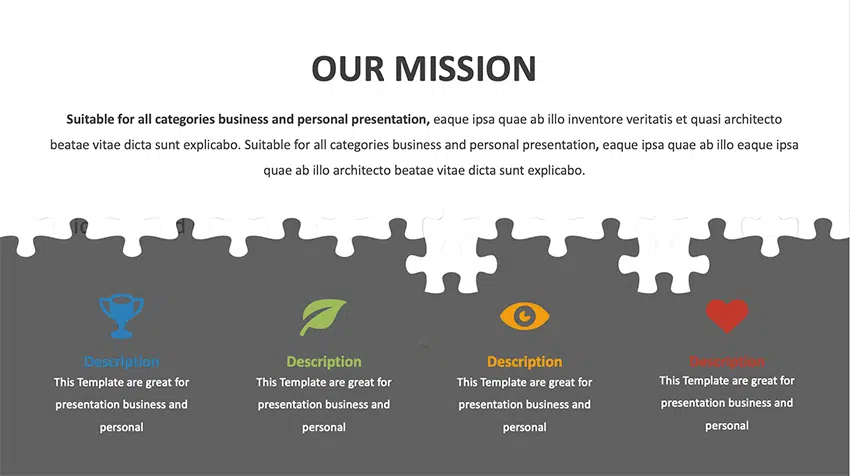 OUR MISSION
Suitable for all categories business and personal presentation, eaque ipsa quae ab illo inventore veritatis et quasi architecto
beatae vitae dicta sunt explicabo. Suitable for all categories business and personal presentation, eaque ipsa quae ab illo eaque ipsa
quae ab illo architecto beatae vitae dicta sunt explicabo.
Description
This Template are great for
presentation business and
personal
Description
This Template are great for
presentation business and
personal
Description
This Template are great for
presentation business and
personal
Description
This Template are great for
presentation business and
personal